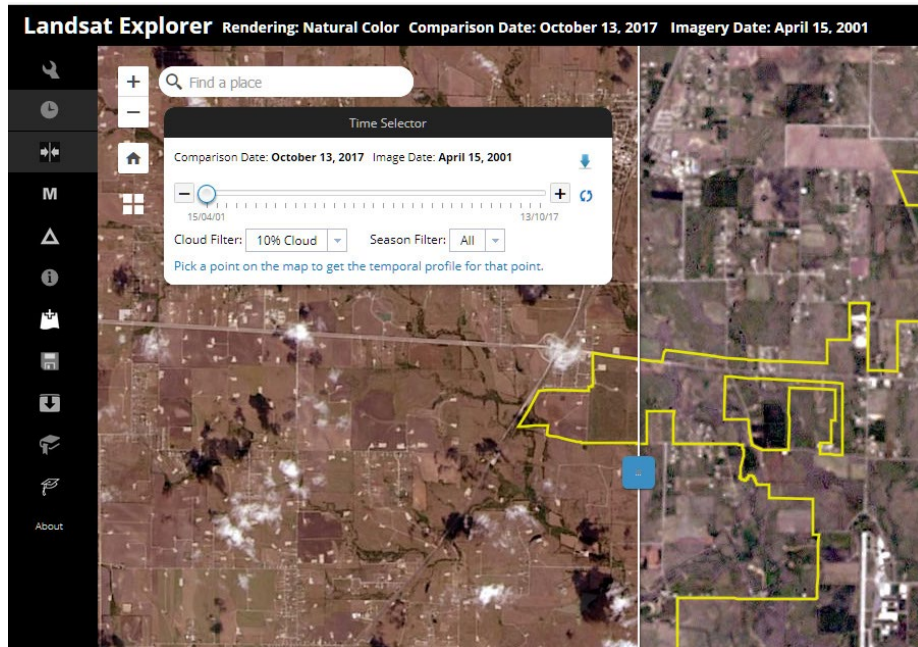 Landsat Explorer Rendering: Natural Color Comparison Date: October 13, 2017 Imagery Date: April 15, 2001
+
Find a place
−
Time Selector
Comparison Date: October 13, 2017 Image Date: April 15, 2001
− +
15/04/01 13/10/17
M
Cloud Filter: 10% Cloud Season Filter: All
Pick a point on the map to get the temporal profile for that point.
About